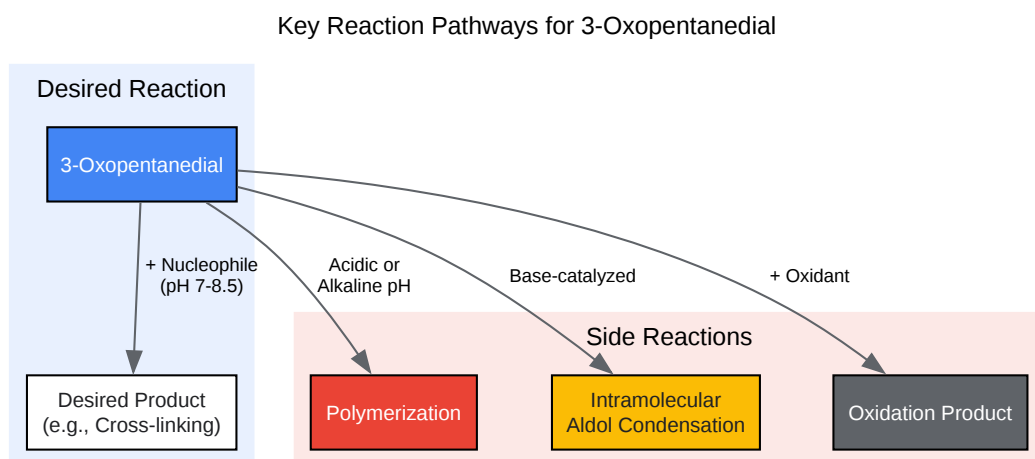 Key Reaction Pathways for 3-Oxopentanedial
Desired Reaction
3-Oxopentanedial
+ Nucleophile
(pH 7-8.5)
Acidic or
Alkaline pH
Base-catalyzed
+ Oxidant
Side Reactions
Desired Product
(e.g., Cross-linking)
Polymerization
Intramolecular
Aldol Condensation
Oxidation Product